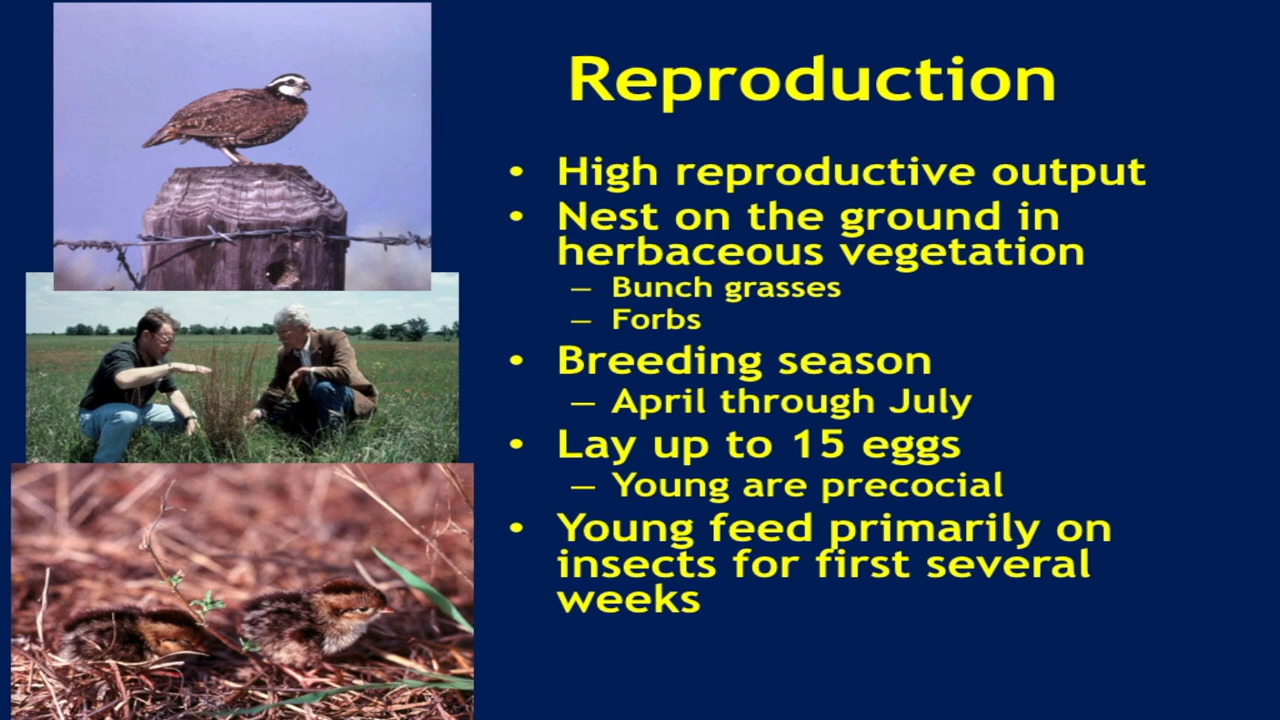 Reproduction
• High reproductive output
• Nest on the ground in
herbaceous vegetation
– Bunch grasses
– Forbs
• Breeding season
– April through July
• Lay up to 15 eggs
– Young are precocial
• Young feed primarily on
insects for first several
weeks